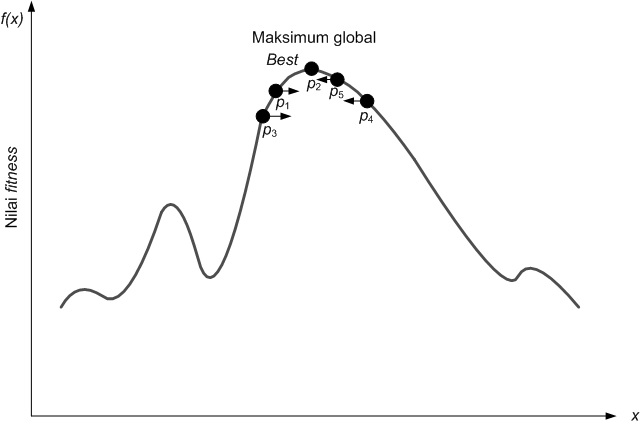 f(x)
Maksimum global
Best
p2
p5
p1
p4
p3
Nilai fitness
x